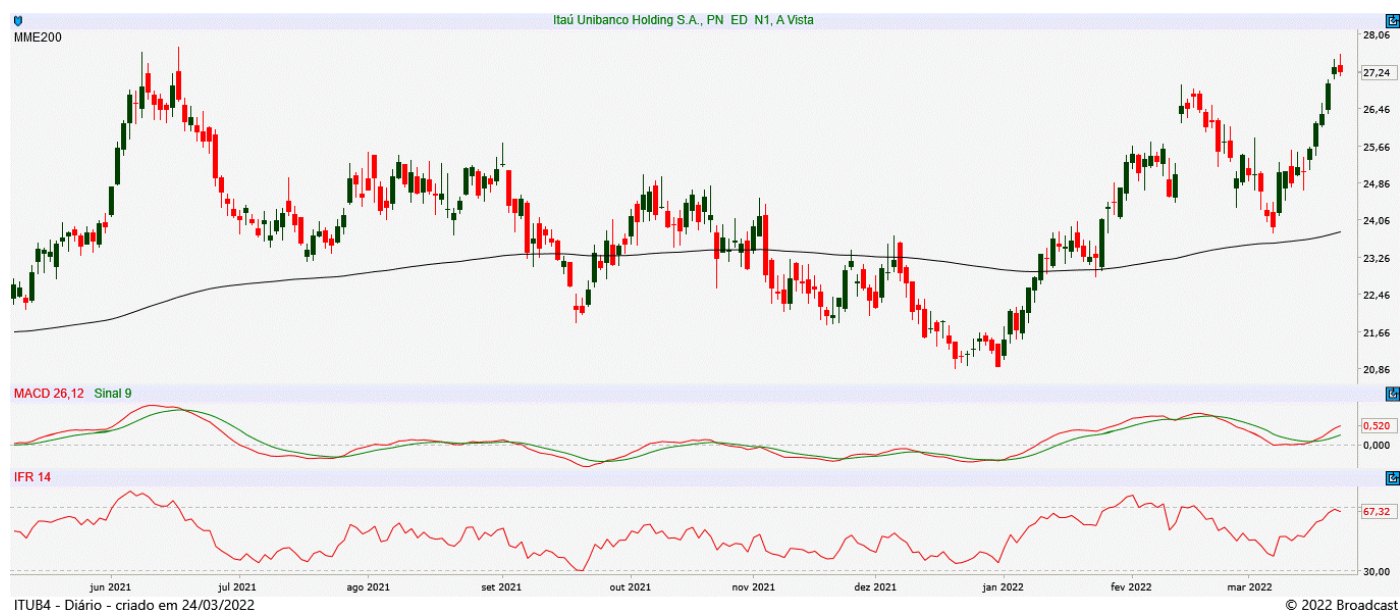 Itaú Unibanco Holding S.A., PN ED N1, A Vista
MME200
28,06
27,24
26,46
25,66
24,86
24,06
23,26
22,46
21,66
20,86
MACD 26,12 Sinal 9
0,520
0,000
IFR 14
67,32
30,00
jun 2021 jul 2021 ago 2021 set 2021 out 2021 nov 2021 dez 2021 jan 2022 fev 2022 mar 2022
ITUB4 - Diário - criado em 24/03/2022 © 2022 Broadcast